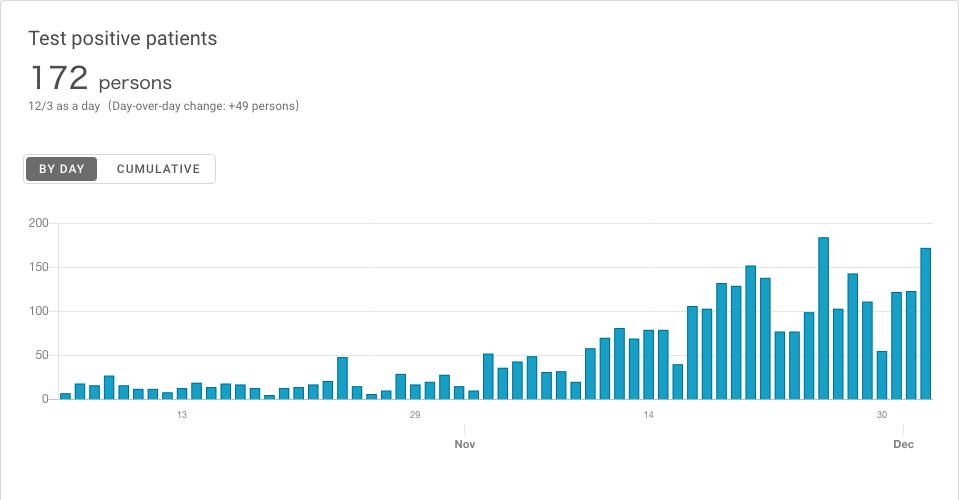 Test positive patients
172 persons
12/3 as a day（Day-over-day change: +49 persons）
BY DAY CUMULATIVE
200
150
100
50
0
13 29 14 30
Nov Dec